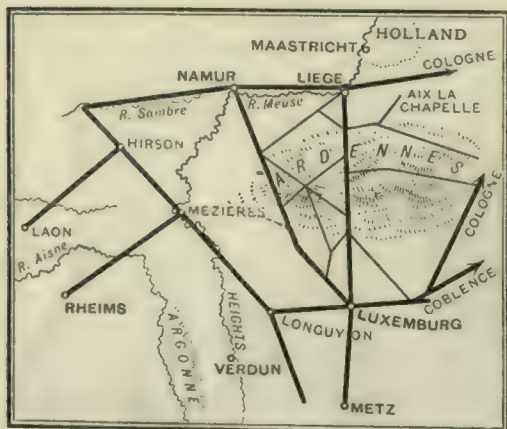 HOLLAND
MAASTRICHT
COLOGNE
NAMUR
LIEGE
AIX LA
CHAPELLE
R. Sambre
R. Meuse
HIRSON
ARDENNES
MEZIÈRES
COLOGNE
LAON
R. Aisne
RHEIMS
COBLENCE
LONGUYON
LUXEMBURG
HEIGHTS
ARGONNE
VERDUN
METZ